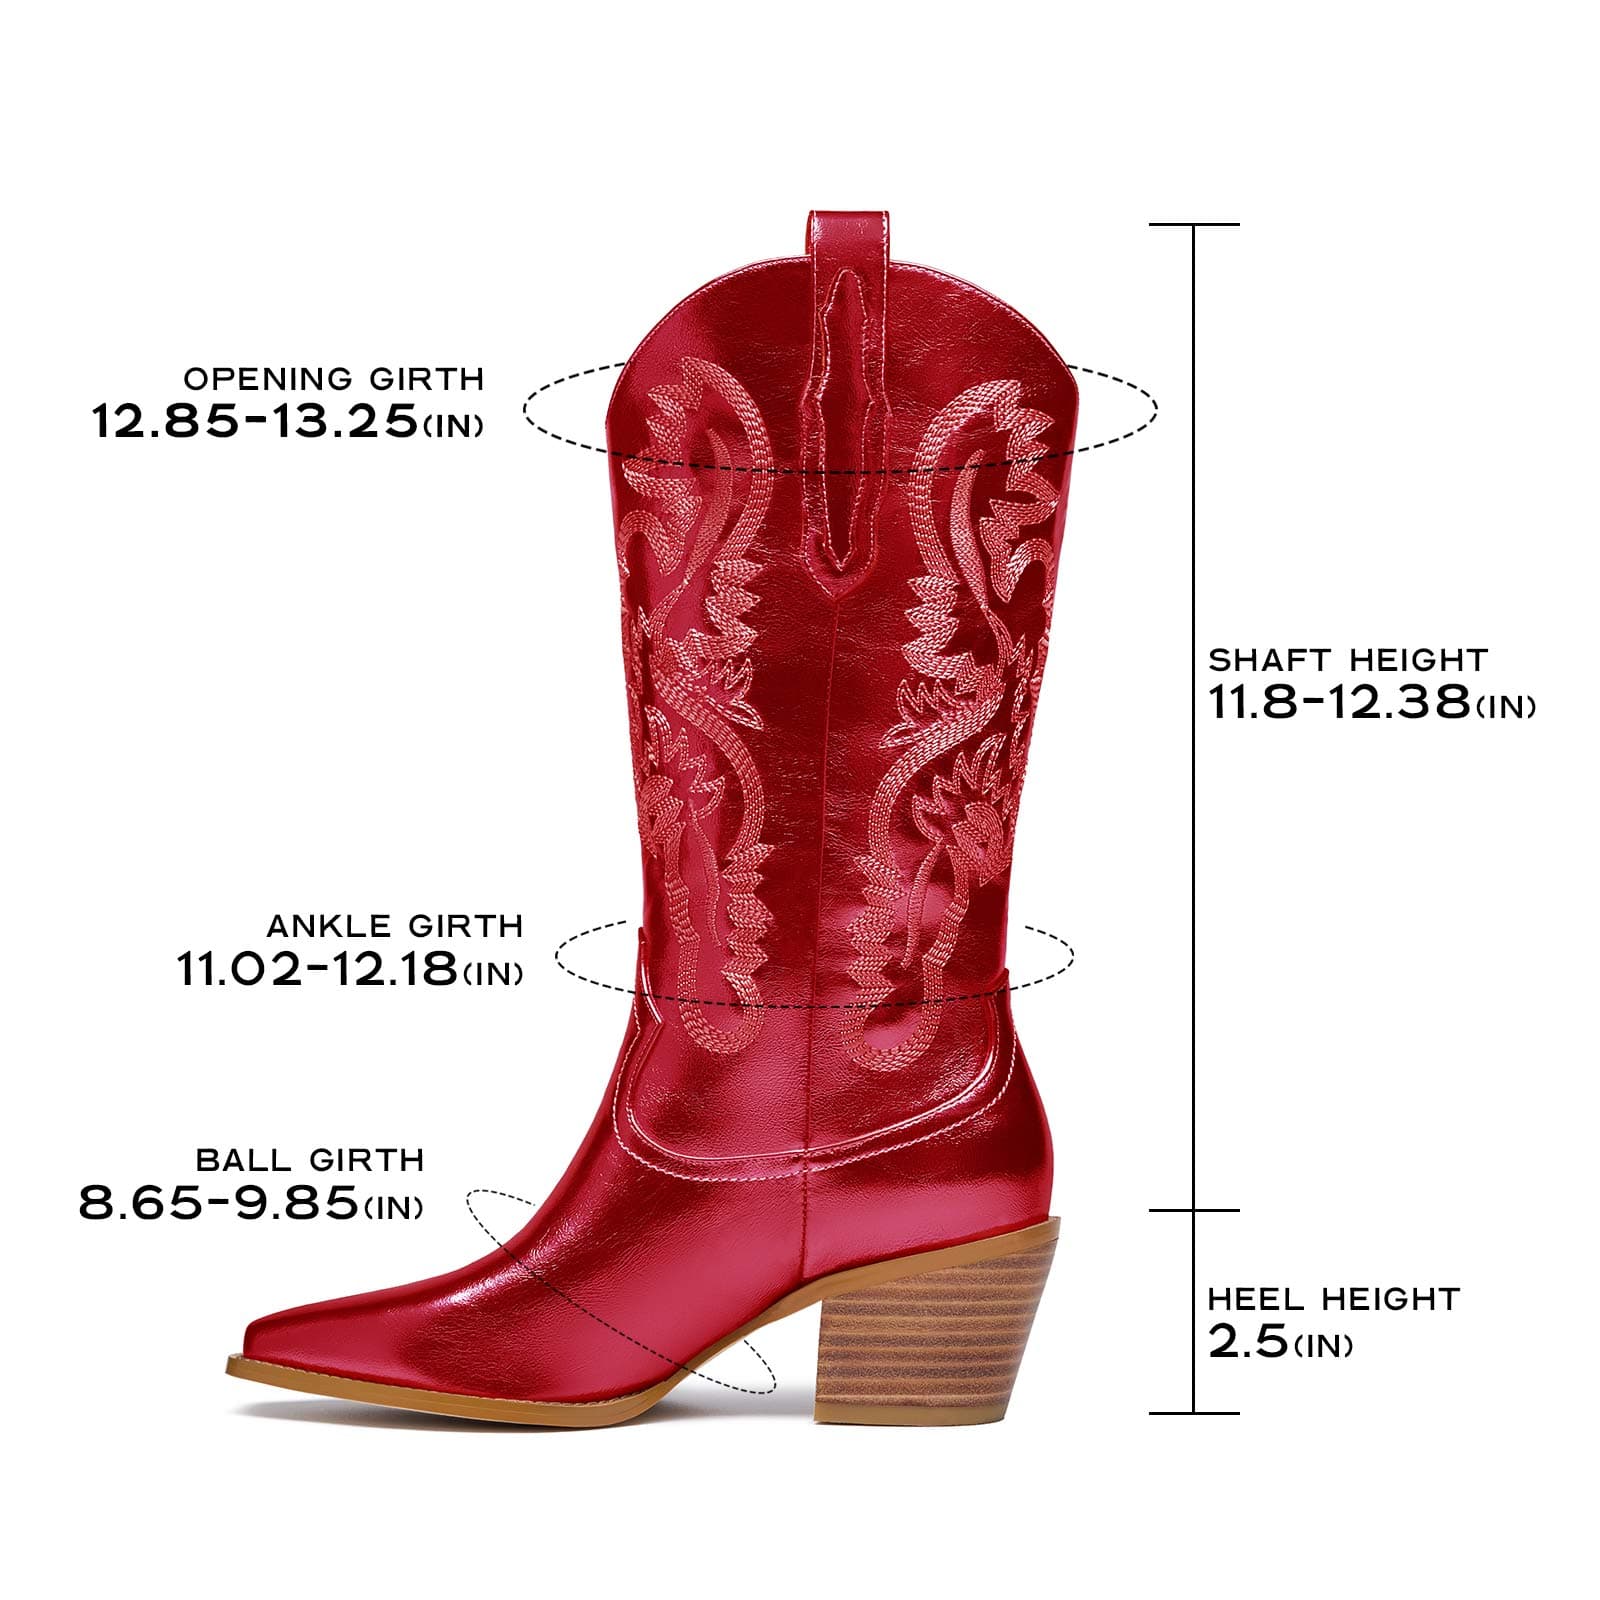 OPENING GIRTH
12.85-13.25(IN)
SHAFT HEIGHT
11.8-12.38(IN)
ANKLE GIRTH
11.02-12.18(IN)
BALL GIRTH
8.65-9.85(IN)
HEEL HEIGHT
2.5(IN)